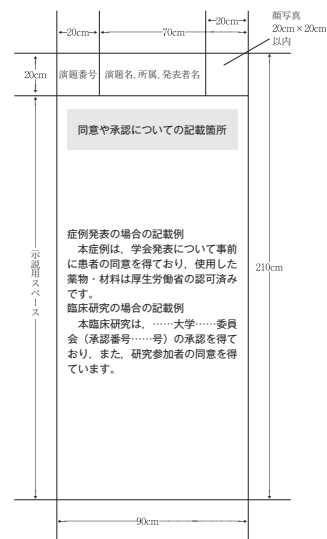 20cm
顔写真
20cm×20cm
以内
20cm
70cm
20cm
演題番号
演題名,所属,発表者名
同意や承認についての記載箇所
症例発表の場合の記載例
本症例は，学会発表について事前
に患者の同意を得ており，使用した
薬物・材料は厚生労働省の認可済み
です。
臨床研究の場合の記載例
本臨床研究は，……大学……委員
会（承認番号……号）の承認を得て
おり，また，研究参加者の同意を得
ています。
示説用スペース
210cm
90cm